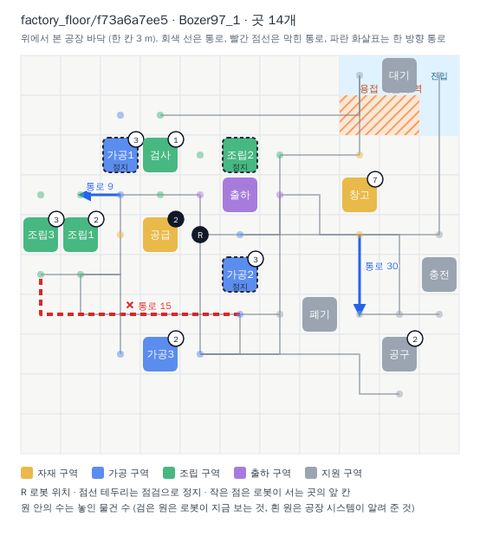 factory_floor/f73a6a7ee5 · Bozer97_1 · 곳 14개
위에서 본 공장 바닥 (한 칸 3 m). 회색 선은 통로, 빨간 점선은 막힌 통로, 파란 화살표는 한 방향 통로
대기
용접
역
3
가공1
정지
1
검사
조립2
정지
통로 9
출하
7
창고
3
조립3
2
조립1
2
공급
R
3
가공2
정지
통로 30
충전
✖ 통로 15
폐기
2
가공3
2
공구
자재 구역
가공 구역
조립 구역
출하 구역
지원 구역
R 로봇 위치 · 점선 테두리는 점검으로 정지 · 작은 점은 로봇이 서는 곳의 앞 칸
원 안의 수는 놓인 물건 수 (검은 원은 로봇이 지금 보는 것, 흰 원은 공장 시스템이 알려 준 것)